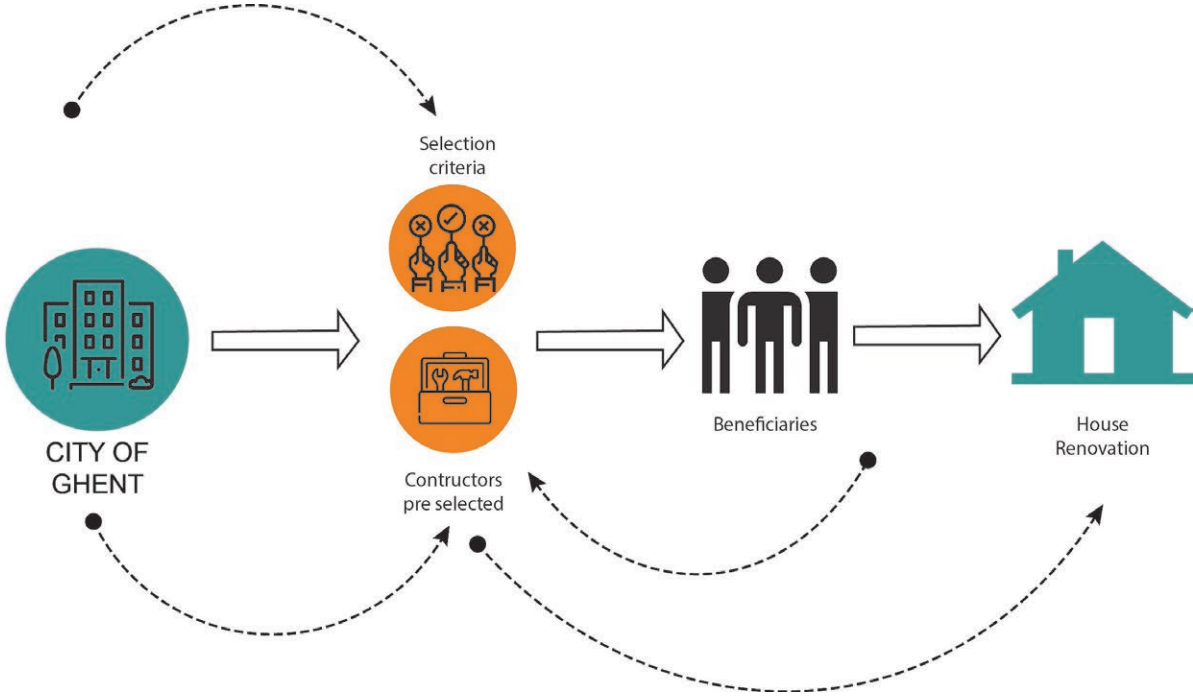 Selection
criteria
CITY OF
GHENT
Contructors
pre selected
Beneficiaries
House
Renovation